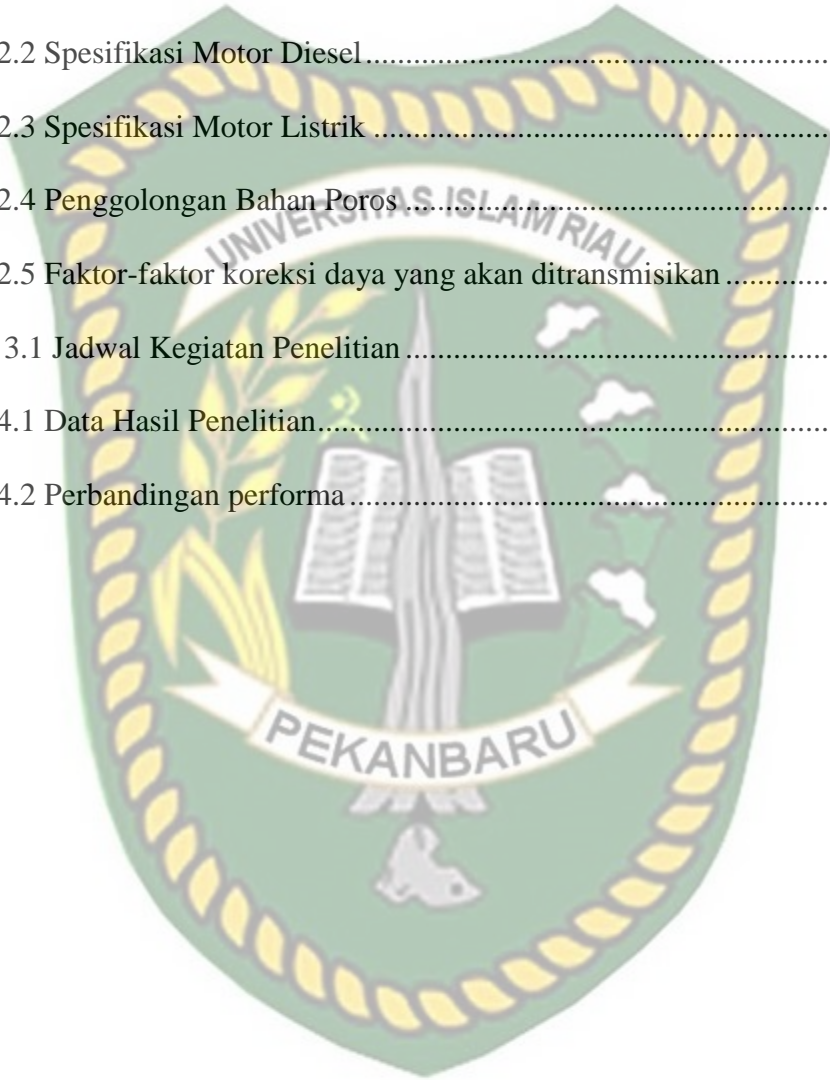 2.2 Spesifikasi Motor Diesel................................................................
2.3 Spesifikasi Motor Listrik ..............................................................
2.4 Penggolongan Bahan Poros ..........................................................
UNIVERSITAS ISLAM RIAU
2.5 Faktor-faktor koreksi daya yang akan ditransmisikan ..............
3.1 Jadwal Kegiatan Penelitian ..........................................................
4.1 Data Hasil Penelitian......................................................................
4.2 Perbandingan performa .................................................................
PEKANBARU